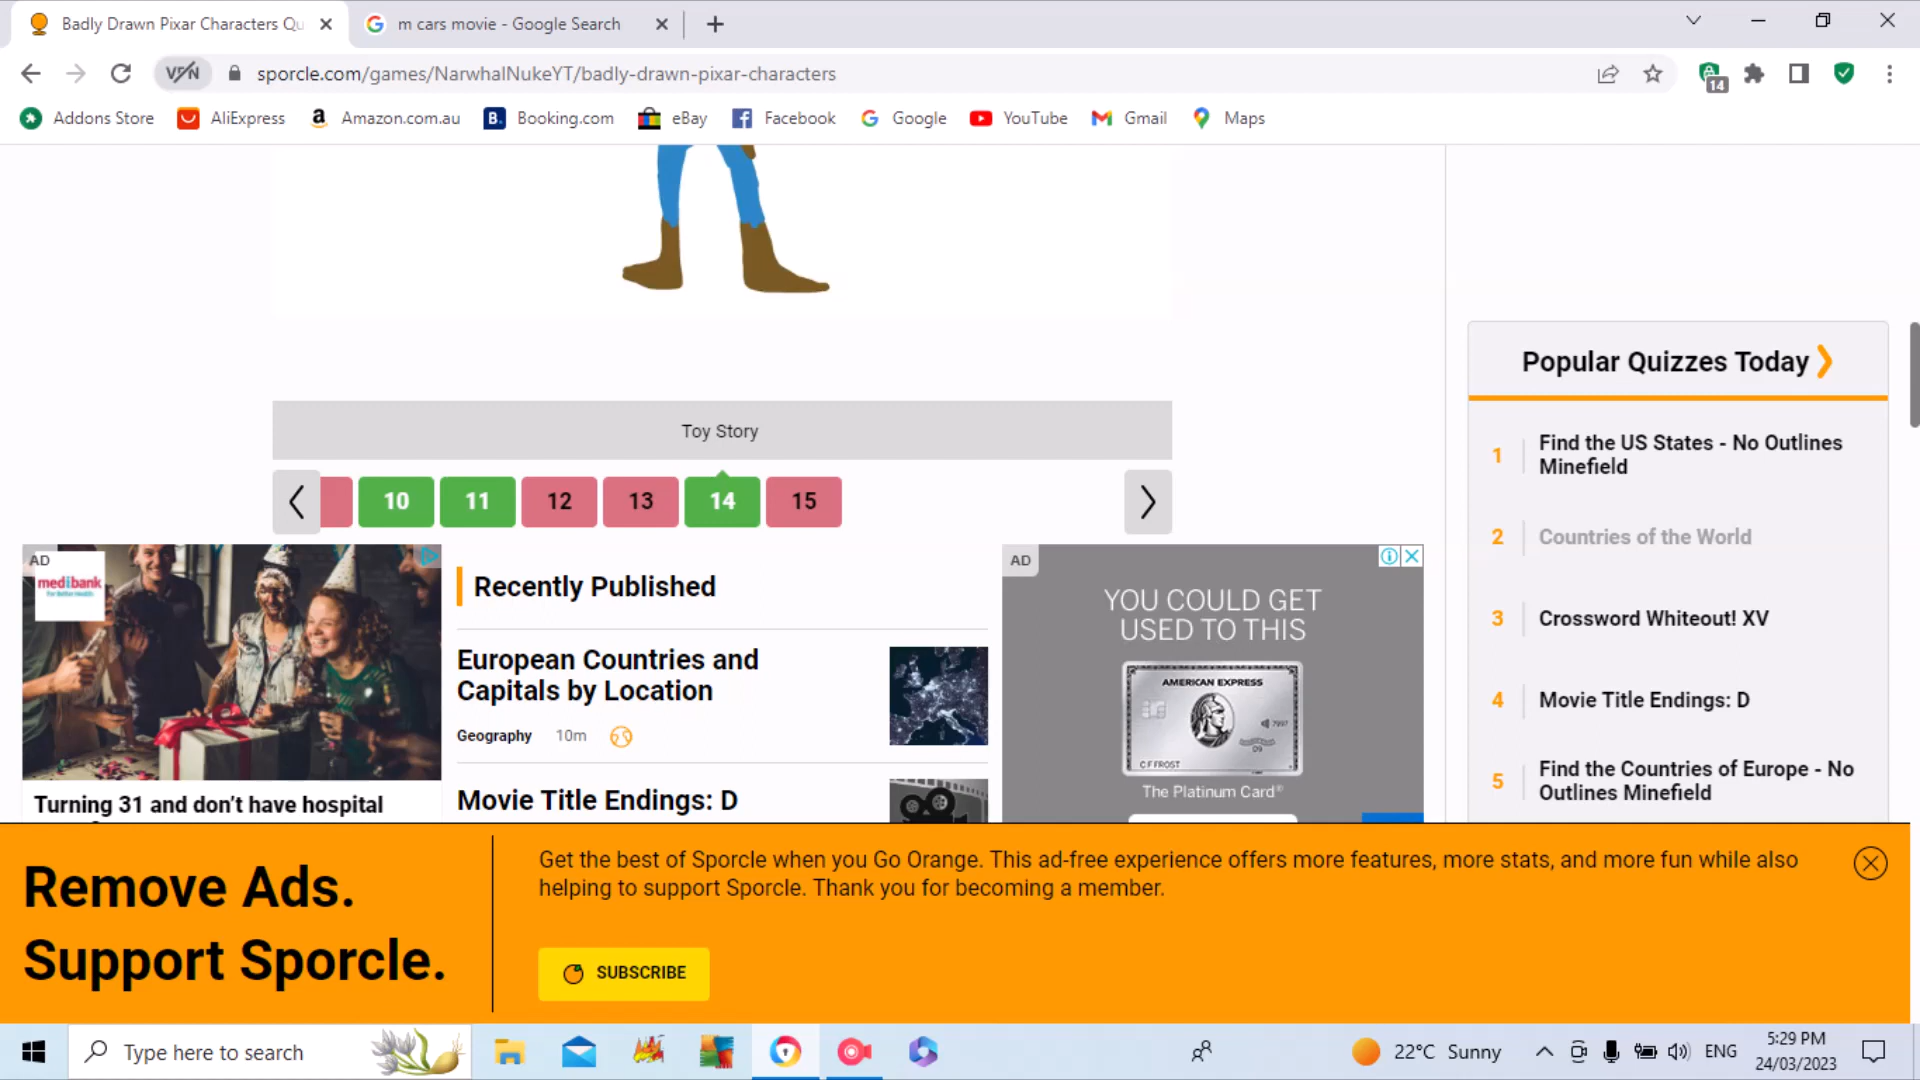 Badly Drawn Pixar Characters Qu
m cars movie - Google Search
VPN
sporcle.com/games/NarwhalNukeYT/badly-drawn-pixar-characters
14
Addons Store
AliExpress
Amazon.com.au
B.
Booking.com
eBay
Facebook
Google
YouTube
Gmail
Maps
Toy Story
10
11
12
13
14
15
Popular Quizzes Today
1
Find the US States - No Outlines
Minefield
2
Countries of the World
3
Crossword Whiteout! XV
4
Movie Title Endings: D
5
Find the Countries of Europe - No
Outlines Minefield
AD
medibank
For Better Health
Turning 31 and don't have hospital
Recently Published
European Countries and
Capitals by Location
Geography
10m
Movie Title Endings: D
AD
YOU COULD GET
USED TO THIS
AMERICAN EXPRESS
7997
C F FROST
The Platinum Card®
Remove Ads.
Support Sporcle.
Get the best of Sporcle when you Go Orange. This ad-free experience offers more features, more stats, and more fun while also
helping to support Sporcle. Thank you for becoming a member.
SUBSCRIBE
Type here to search
22°C Sunny
ENG
5:29 PM
24/03/2023